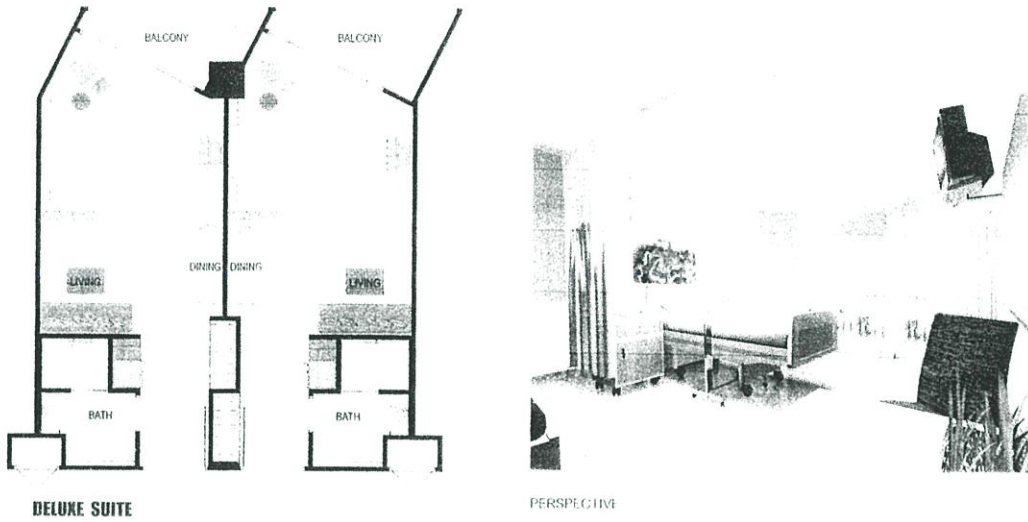 BALCONY
BALCONY
DINING DINING
LIVING
LIVING
BATH
BATH
DELUXE SUITE
PERSPECTIVE